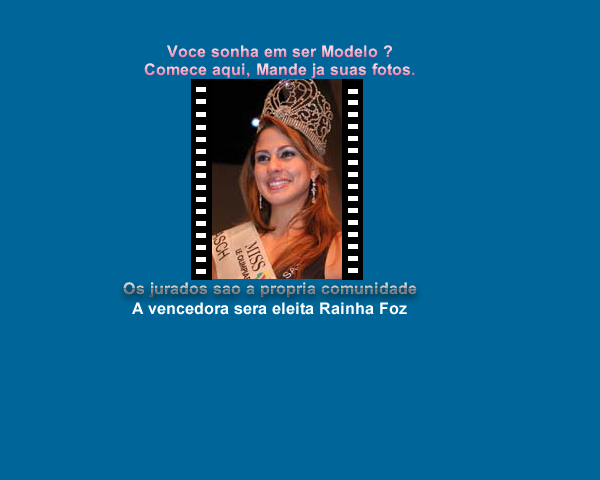 Voce sonha em ser Modelo ?
Comece aqui, Mande ja suas fotos.
MISS
Os jurados sao a propria comunidade
A vencedora sera eleita Rainha Foz